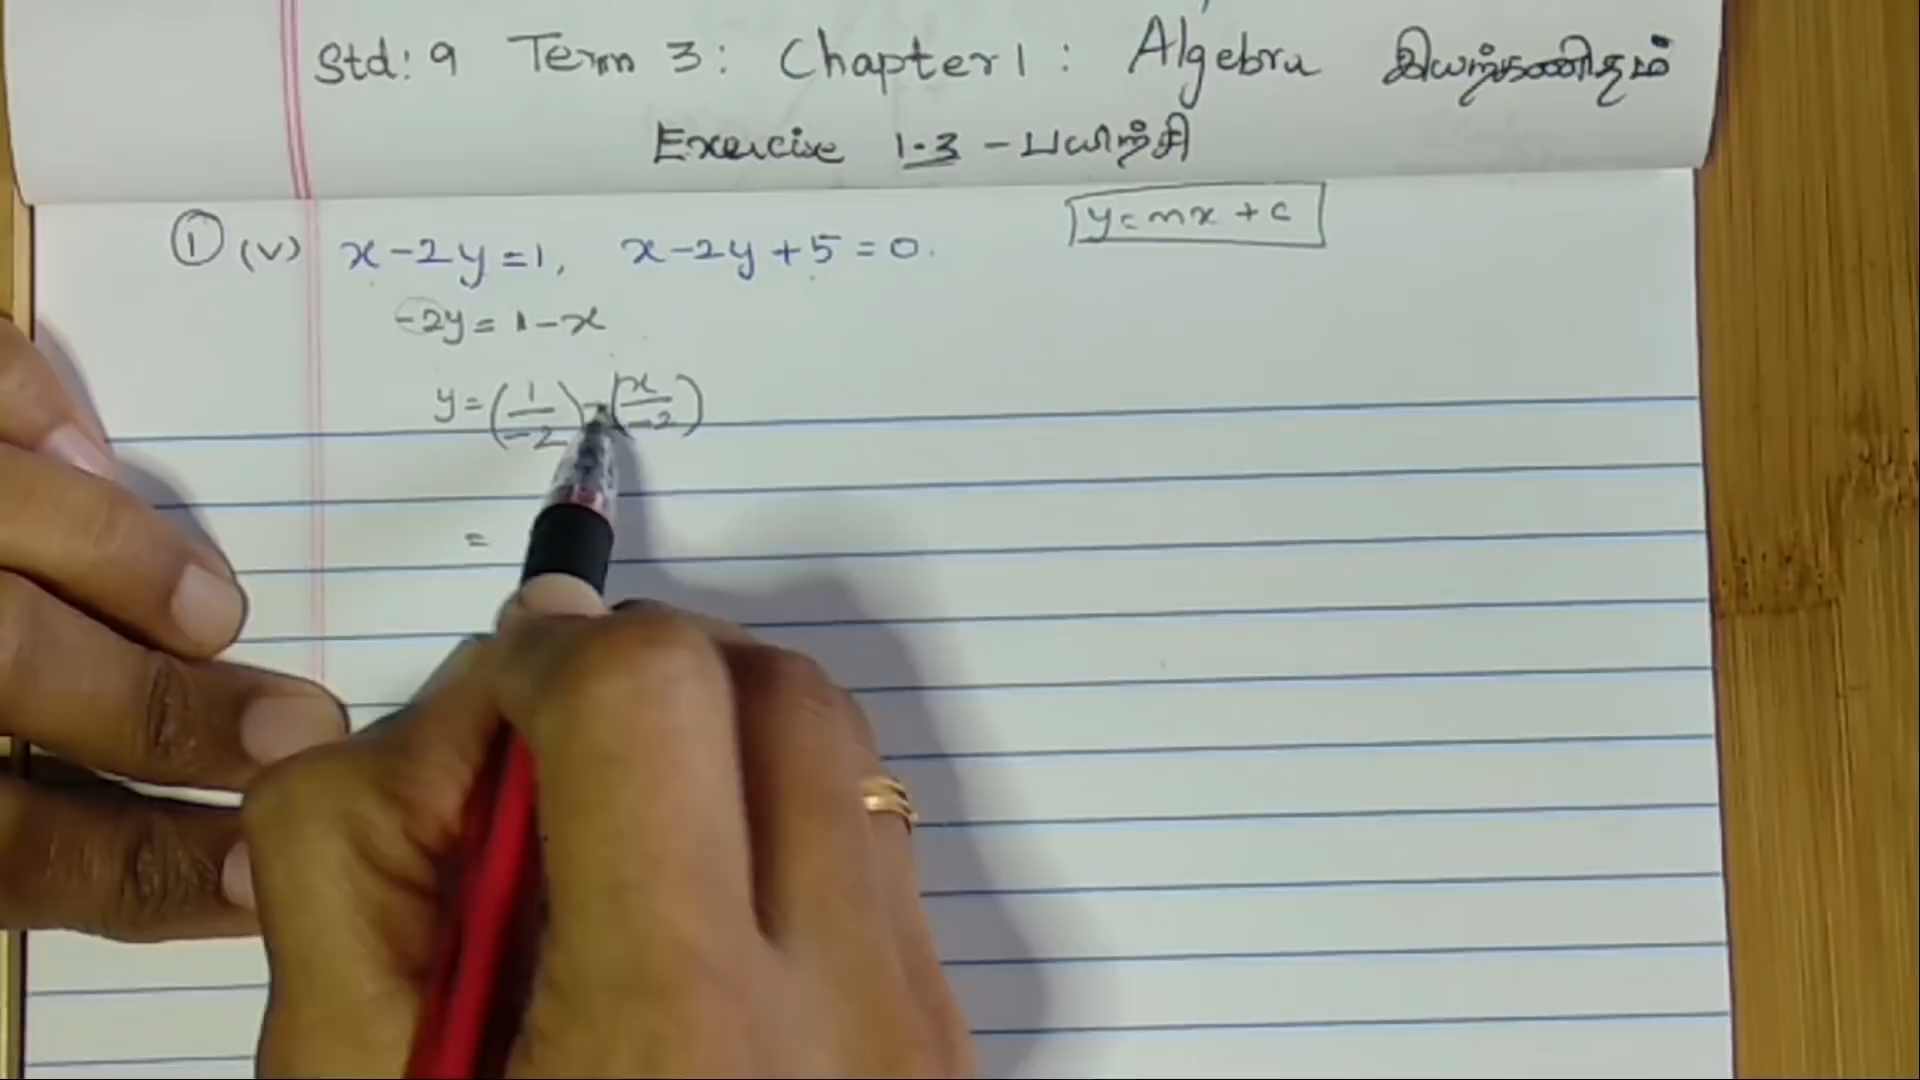 Std: 9 Term 3: Chapter 1: Algebra இயற்கணிதம்
Exercise 1.3 - பயிற்சி
y=mx+c
① (v) x-2y=1, x-2y+5=0.
-2y=1-x
y=(1/-2)-(x/-2)
=